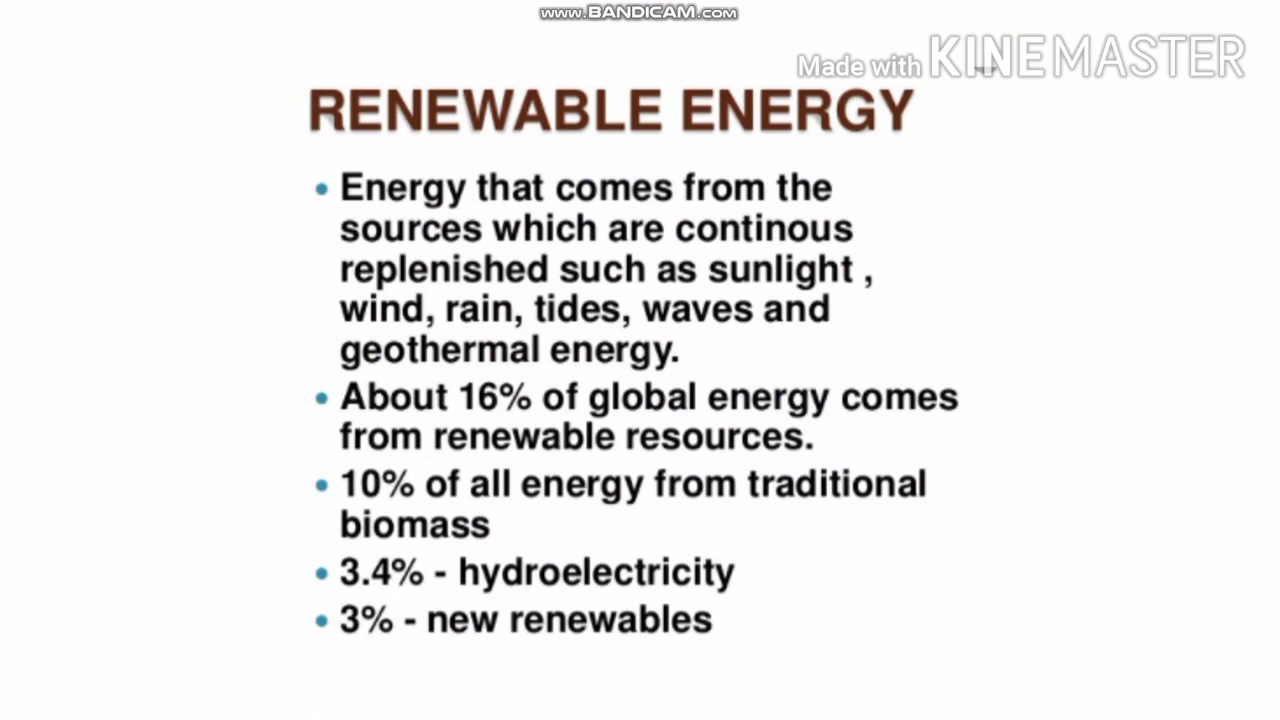 www.BANDICAM.com
Made with KINEMASTER
RENEWABLE ENERGY
• Energy that comes from the
sources which are continous
replenished such as sunlight ,
wind, rain, tides, waves and
geothermal energy.
• About 16% of global energy comes
from renewable resources.
• 10% of all energy from traditional
biomass
• 3.4% - hydroelectricity
• 3% - new renewables